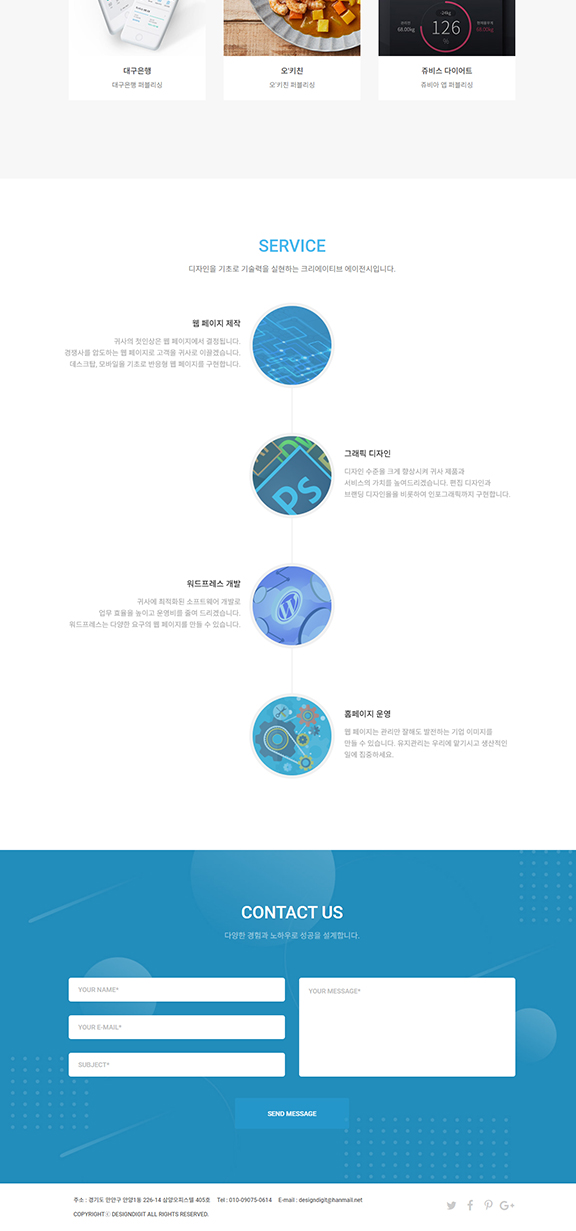 24kg
68.00kg
126
%
68.00kg
대구은행
오'키친
쥬비스 다이어트
대구은행 퍼블리싱
오'키친 퍼블리싱
쥬비아 앱 퍼블리싱
SERVICE
디자인을 기초로 기술력을 실현하는 크리에이티브 에이전시입니다.
웹 페이지 제작
귀사의 첫인상은 웹 페이지에서 결정됩니다.
경쟁사를 압도하는 웹 페이지로 고객을 귀사로 이끌겠습니다.
데스크탑, 모바일을 기초로 반응형 웹 페이지를 구현합니다.
Ps
그래픽 디자인
디자인 수준을 크게 향상시켜 귀사 제품과
서비스의 가치를 높여드리겠습니다. 편집 디자인과
브랜딩 디자인물을 비롯하여 인포그래픽까지 구현합니다.
워드프레스 개발
귀사에 최적화된 소프트웨어 개발로
업무 효율을 높이고 운영비를 줄여 드리겠습니다.
워드프레스는 다양한 요구의 웹 페이지를 만들 수 있습니다.
홈페이지 운영
웹 페이지는 관리만 잘해도 발전하는 기업 이미지를
만들 수 있습니다. 유지관리는 우리에 맡기시고 생산적인
일에 집중하세요.
CONTACT US
다양한 경험과 노하우로 성공을 설계합니다.
YOUR NAME*
YOUR E-MAIL*
SUBJECT*
YOUR MESSAGE*
SEND MESSAGE
주소 : 경기도 안양구 안양1동 226-14 삼양오피스텔 405호 Tel : 010-09075-0614 E-mail : designdigit@hanmail.net
COPYRIGHTⓒ DESIGNDIGIT ALL RIGHTS RESERVED.